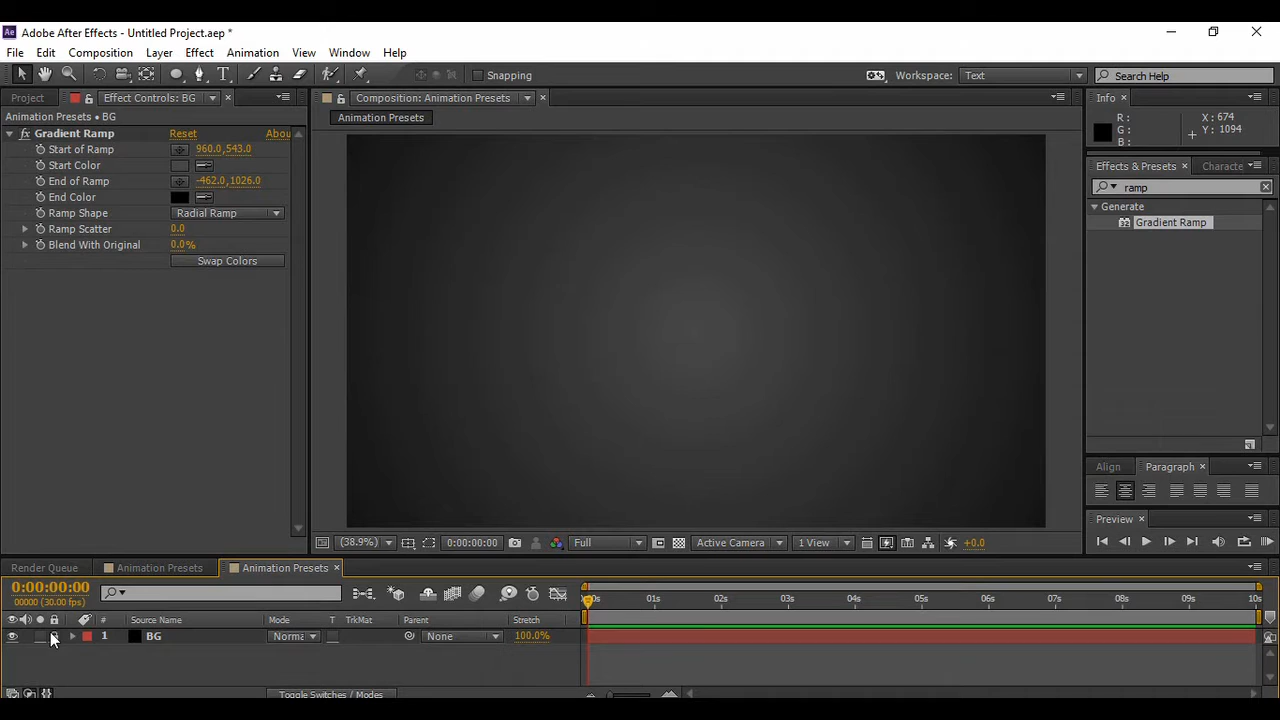 Adobe After Effects - Untitled Project.aep *
File Edit Composition Layer Effect Animation View Window Help
Snapping Workspace: Text Search Help
Project Effect Controls: BG Composition: Animation Presets Info
Animation Presets • BG Animation Presets
R: X: 674
G: Y: 1094
B:
fx Gradient Ramp Reset Abou
Start of Ramp 960.0,543.0
Start Color
End of Ramp -462.0,1026.0
End Color
Ramp Shape Radial Ramp
Ramp Scatter 0.0
Blend With Original 0.0%
Swap Colors
Effects & Presets Characte
ramp
Generate
32 Gradient Ramp
Align Paragraph
Preview
(38.9%) 0:00:00:00 Full Active Camera 1 View +0.0
Render Queue Animation Presets Animation Presets
0:00:00:00
00000 (30.00 fps)
00s 01s 02s 03s 04s 05s 06s 07s 08s 09s 10s
# Source Name Mode T TrkMat Parent Stretch
1 BG Norma None 100.0%
Toggle Switches / Modes